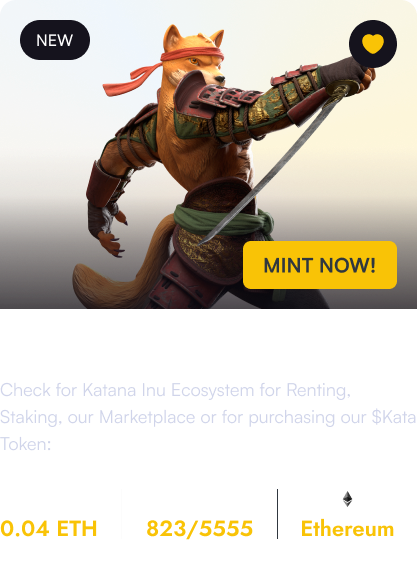 NEW
MINT NOW!
Check for Katana Inu Ecosystem for Renting,
Staking, our Marketplace or for purchasing our $Kata
Token:
0.04 ETH
823/5555
Ethereum